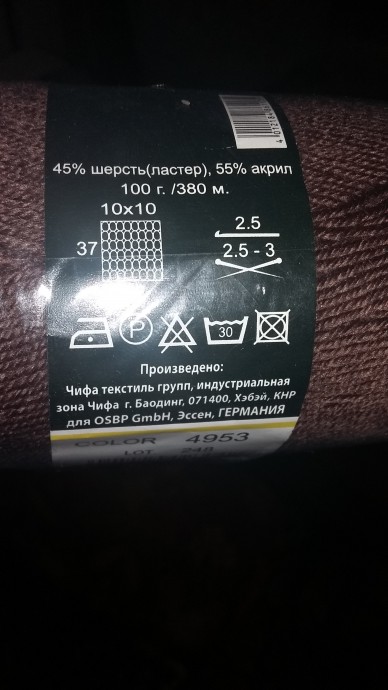 45% шерсть(ластер), 55% акрил
100 г. /380 м.
10x10
37
2.5
2.5 - 3
P
30
Произведено:
Чифа текстиль групп, индустриальная
зона Чифа г. Баодинг, 071400, Хэбэй, КНР
для OSBP GmbH, Эссен, ГЕРМАНИЯ
COLOR 4953
LOT 248